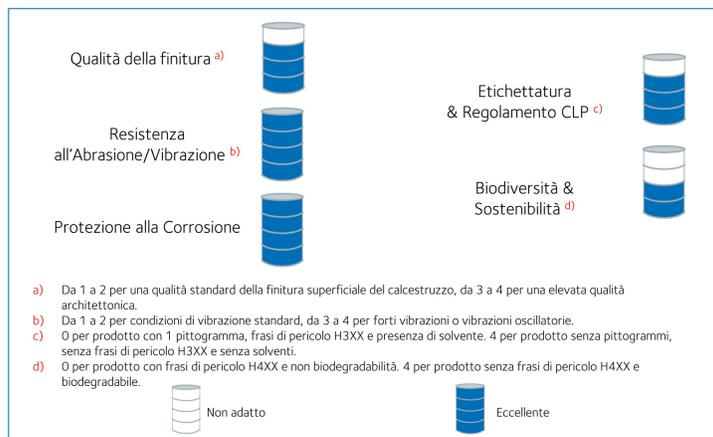 Qualità della finitura a)
Resistenza
all'Abrasione/Vibrazione b)
Protezione alla Corrosione
Etichettatura
& Regolamento CLP c)
Biodiversità &
Sostenibilità d)
a) Da 1 a 2 per una qualità standard della finitura superficiale del calcestruzzo, da 3 a 4 per una elevata qualità
architettonica.
b) Da 1 a 2 per condizioni di vibrazione standard, da 3 a 4 per forti vibrazioni o vibrazioni oscillatorie.
c) 0 per prodotto con 1 pittogramma, frasi di pericolo H3XX e presenza di solvente. 4 per prodotto senza pittogrammi,
senza frasi di pericolo H3XX e senza solventi.
d) 0 per prodotto con frasi di pericolo H4XX e non biodegradabilità. 4 per prodotto senza frasi di pericolo H4XX e
biodegradabile.
Non adatto
Eccellente